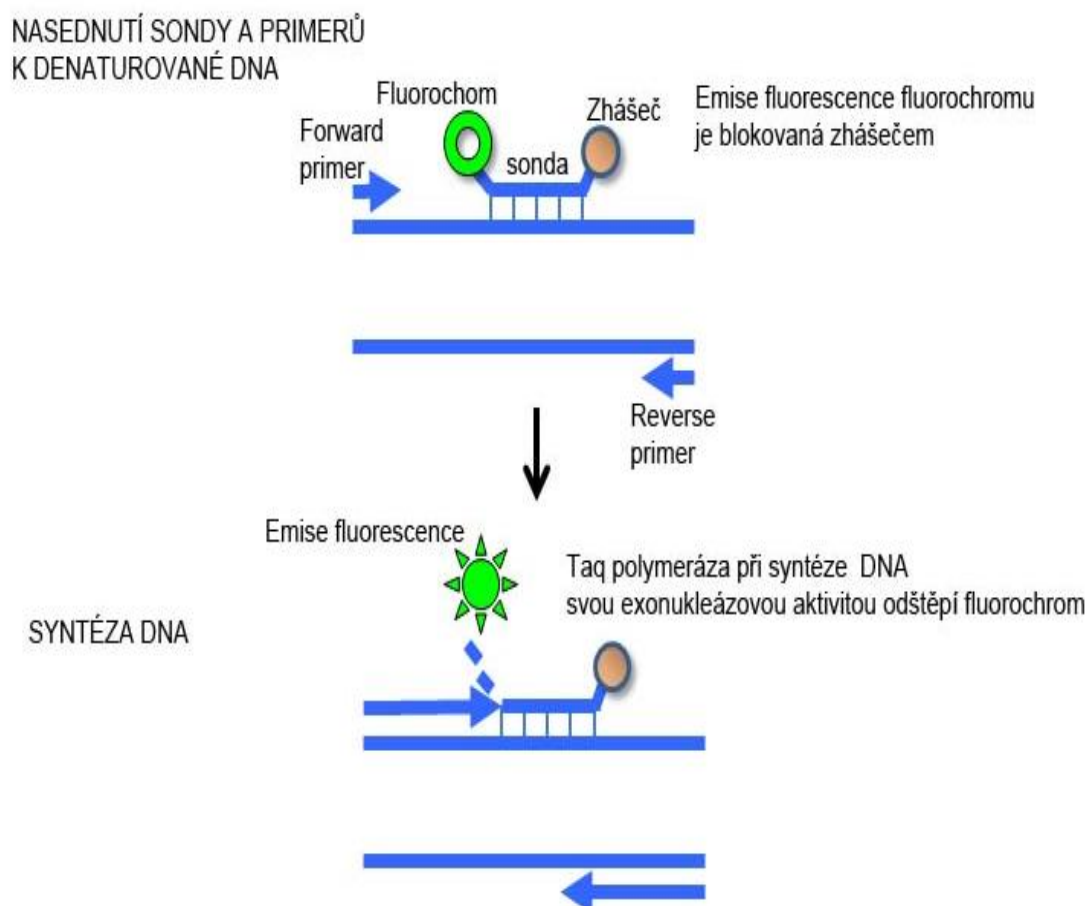 NASEDNUTÍ SONDY A PRIMERŮ
K DENATUROVANÉ DNA
Fluorochom
Zhášeč
Emise fluorescence fluorochromu
je blokovaná zhášečem
Forward
primer
sonda
Reverse
primer
Emise fluorescence
Taq polymeráza při syntéze DNA
svou exonukleázovou aktivitou odštěpí fluorochrom
SYNTÉZA DNA